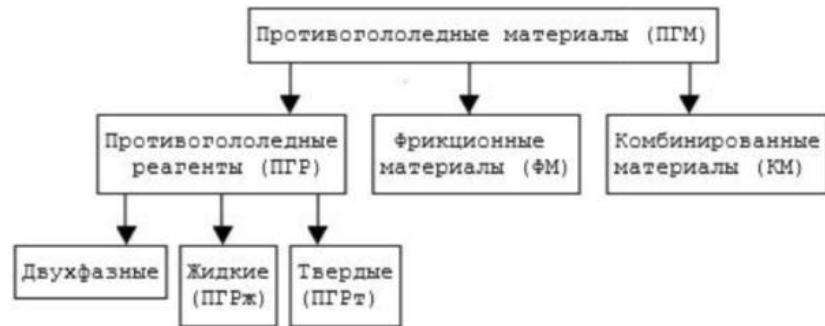 Противогололедные материалы (ПГМ)
Противогололедные
реагенты (ПГР)
Фрикционные
материалы (ФМ)
Комбинированные
материалы (КМ)
Двухфазные
Жидкие
(ПГРж)
Твердые
(ПГРт)